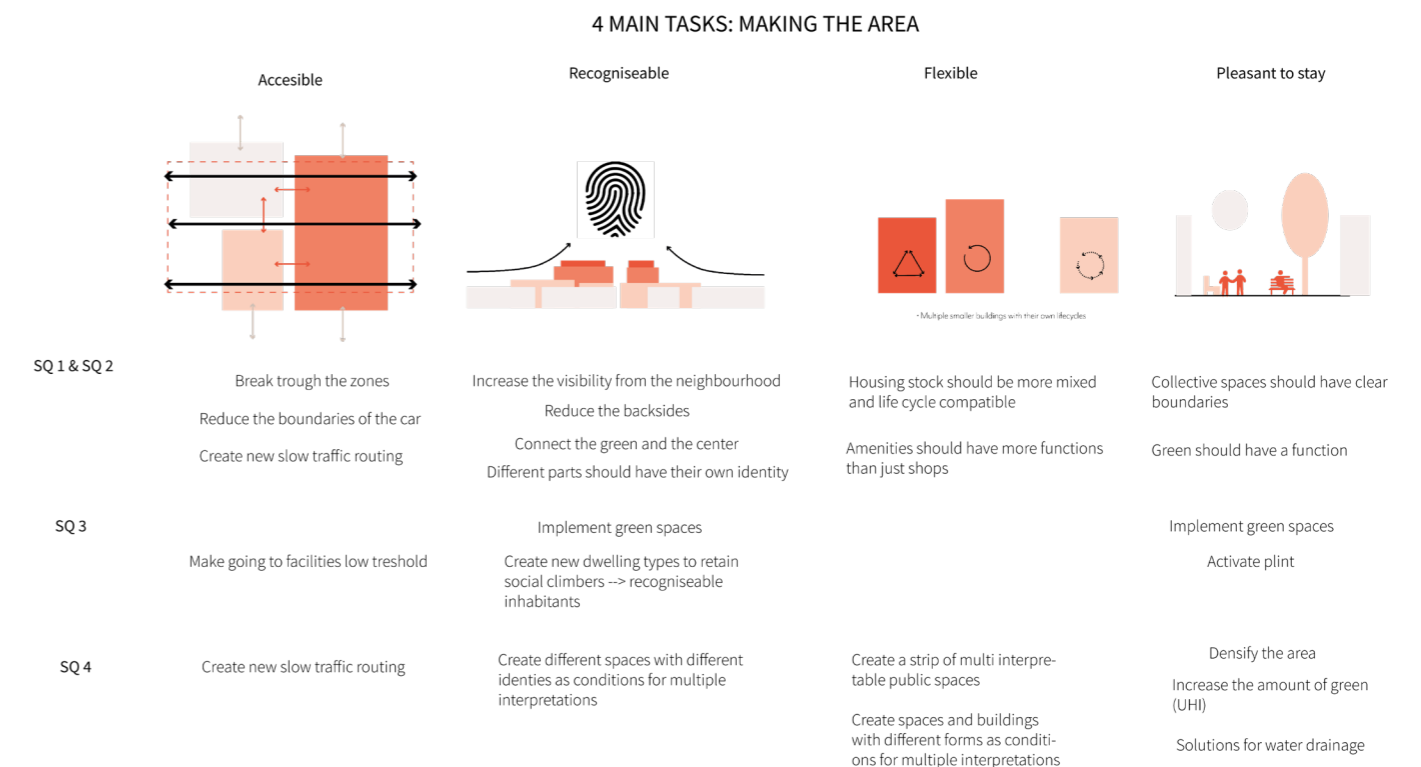 4 MAIN TASKS: MAKING THE AREA
Accesible
Recogniseable
Flexible
Pleasant to stay
• Multiple smaller buildings with their own lifecycles
SQ 1 & SQ 2
Break trough the zones
Reduce the boundaries of the car
Create new slow traffic routing
Increase the visibility from the neighbourhood
Reduce the backsides
Connect the green and the center
Different parts should have their own identity
Housing stock should be more mixed
and life cycle compatible
Amenities should have more functions
than just shops
Collective spaces should have clear
boundaries
Green should have a function
SQ 3
Make going to facilities low treshold
Implement green spaces
Create new dwelling types to retain
social climbers --> recogniseable
inhabitants
Implement green spaces
Activate plint
SQ 4
Create new slow traffic routing
Create different spaces with different
identies as conditions for multiple
interpretations
Create a strip of multi interpre-
table public spaces
Create spaces and buildings
with different forms as conditi-
ons for multiple interpretations
Densify the area
Increase the amount of green
(UHI)
Solutions for water drainage